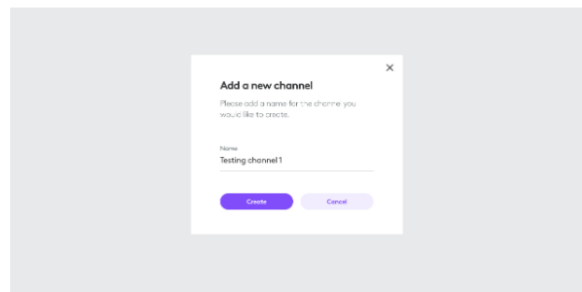 Add a new channel
Please add a name for the channel you
would like to create.
Name
Testing channel 1
Create
Cancel